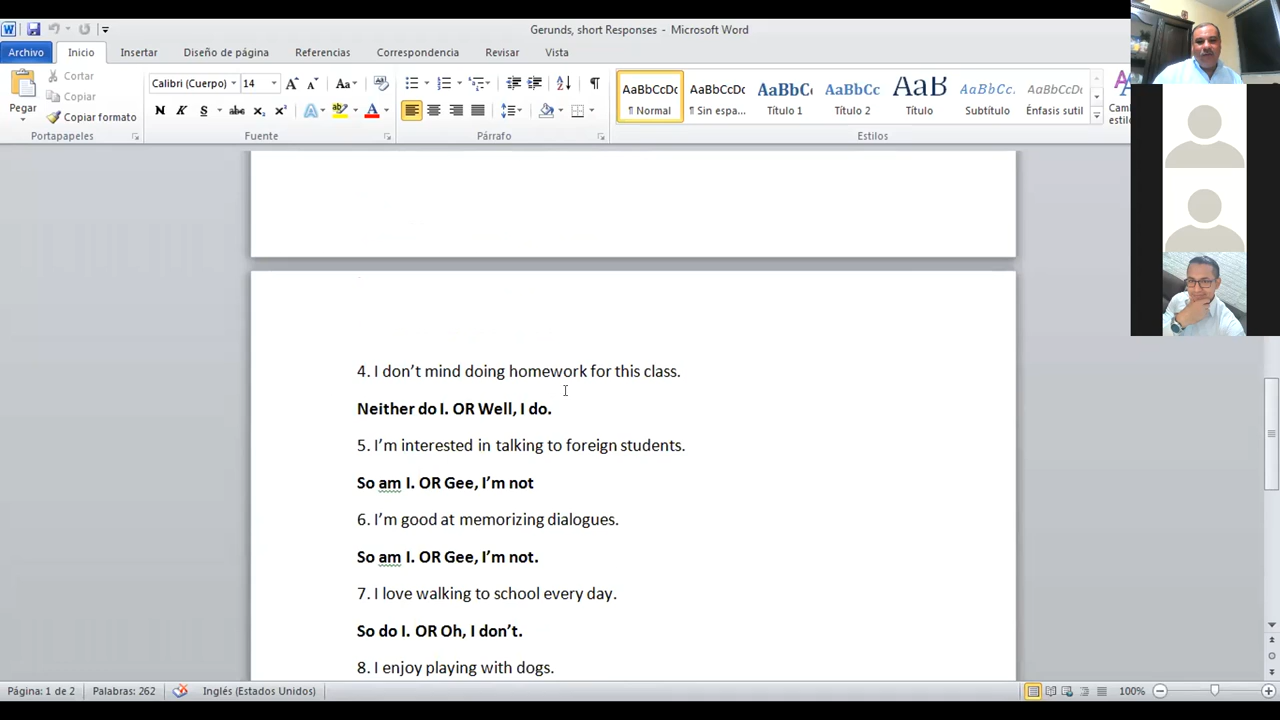 Gerunds, short Responses - Microsoft Word
Archivo Inicio Insertar Diseño de página Referencias Correspondencia Revisar Vista
Pegar
Cortar
Copiar
Copiar formato
Portapapeles
Calibri (Cuerpo) 14
N K S abc x₂ x²
Fuente
Párrafo
AaBbCcDc AaBbCcDc AaBbC( AaBbCc AaB AaBbCc. AaBbCcDc
¶ Normal ¶ Sin espa... Título 1 Título 2 Título Subtítulo Énfasis sutil
Estilos
4. I don’t mind doing homework for this class.
Neither do I. OR Well, I do.
5. I’m interested in talking to foreign students.
So am I. OR Gee, I’m not
6. I’m good at memorizing dialogues.
So am I. OR Gee, I’m not.
7. I love walking to school every day.
So do I. OR Oh, I don’t.
8. I enjoy playing with dogs.
Página: 1 de 2 Palabras: 262 Inglés (Estados Unidos) 100%